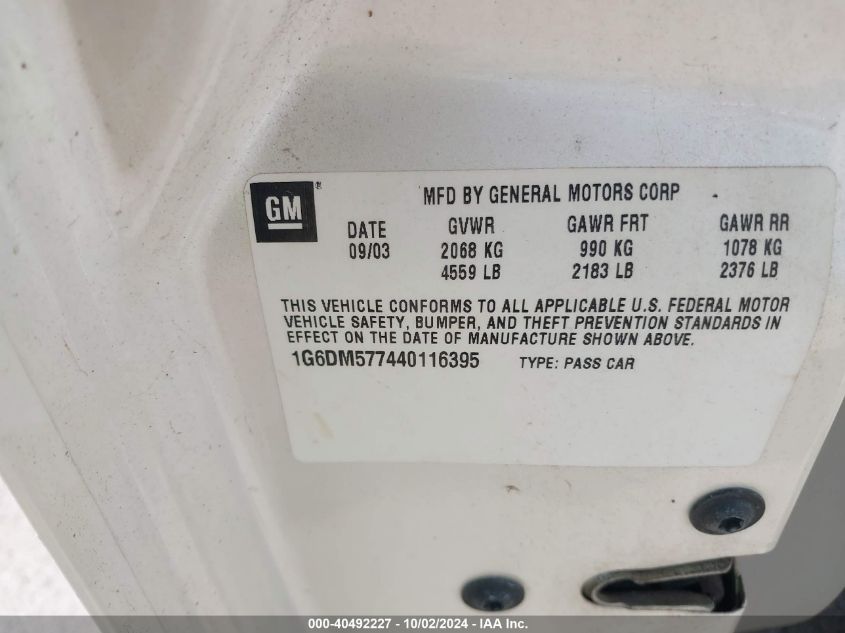 GM®
MFD BY GENERAL MOTORS CORP
DATE GVWR GAWR FRT GAWR RR
09/03 2068 KG 990 KG 1078 KG
4559 LB 2183 LB 2376 LB
THIS VEHICLE CONFORMS TO ALL APPLICABLE U.S. FEDERAL MOTOR
VEHICLE SAFETY, BUMPER, AND THEFT PREVENTION STANDARDS IN
EFFECT ON THE DATE OF MANUFACTURE SHOWN ABOVE.
1G6DM577440116395 TYPE: PASS CAR
000-40492227 - 10/02/2024 - IAA Inc.